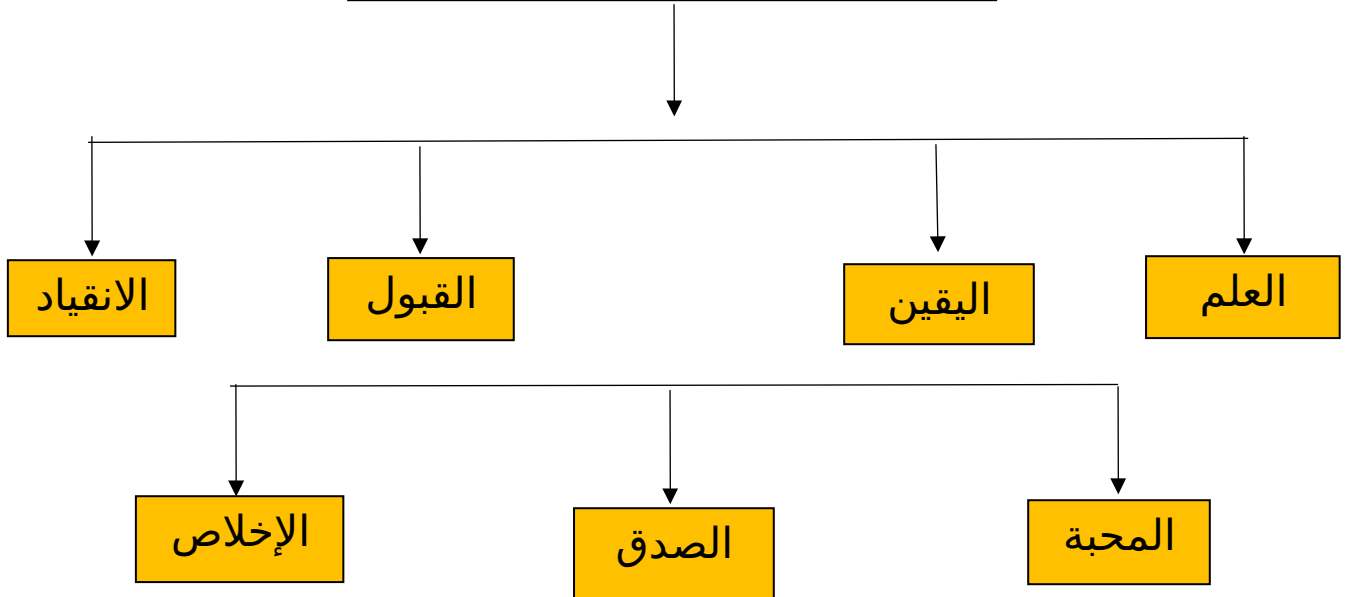 العلم
اليقين
القبول
الانقياد
المحبة
الصدق
الإخلاص